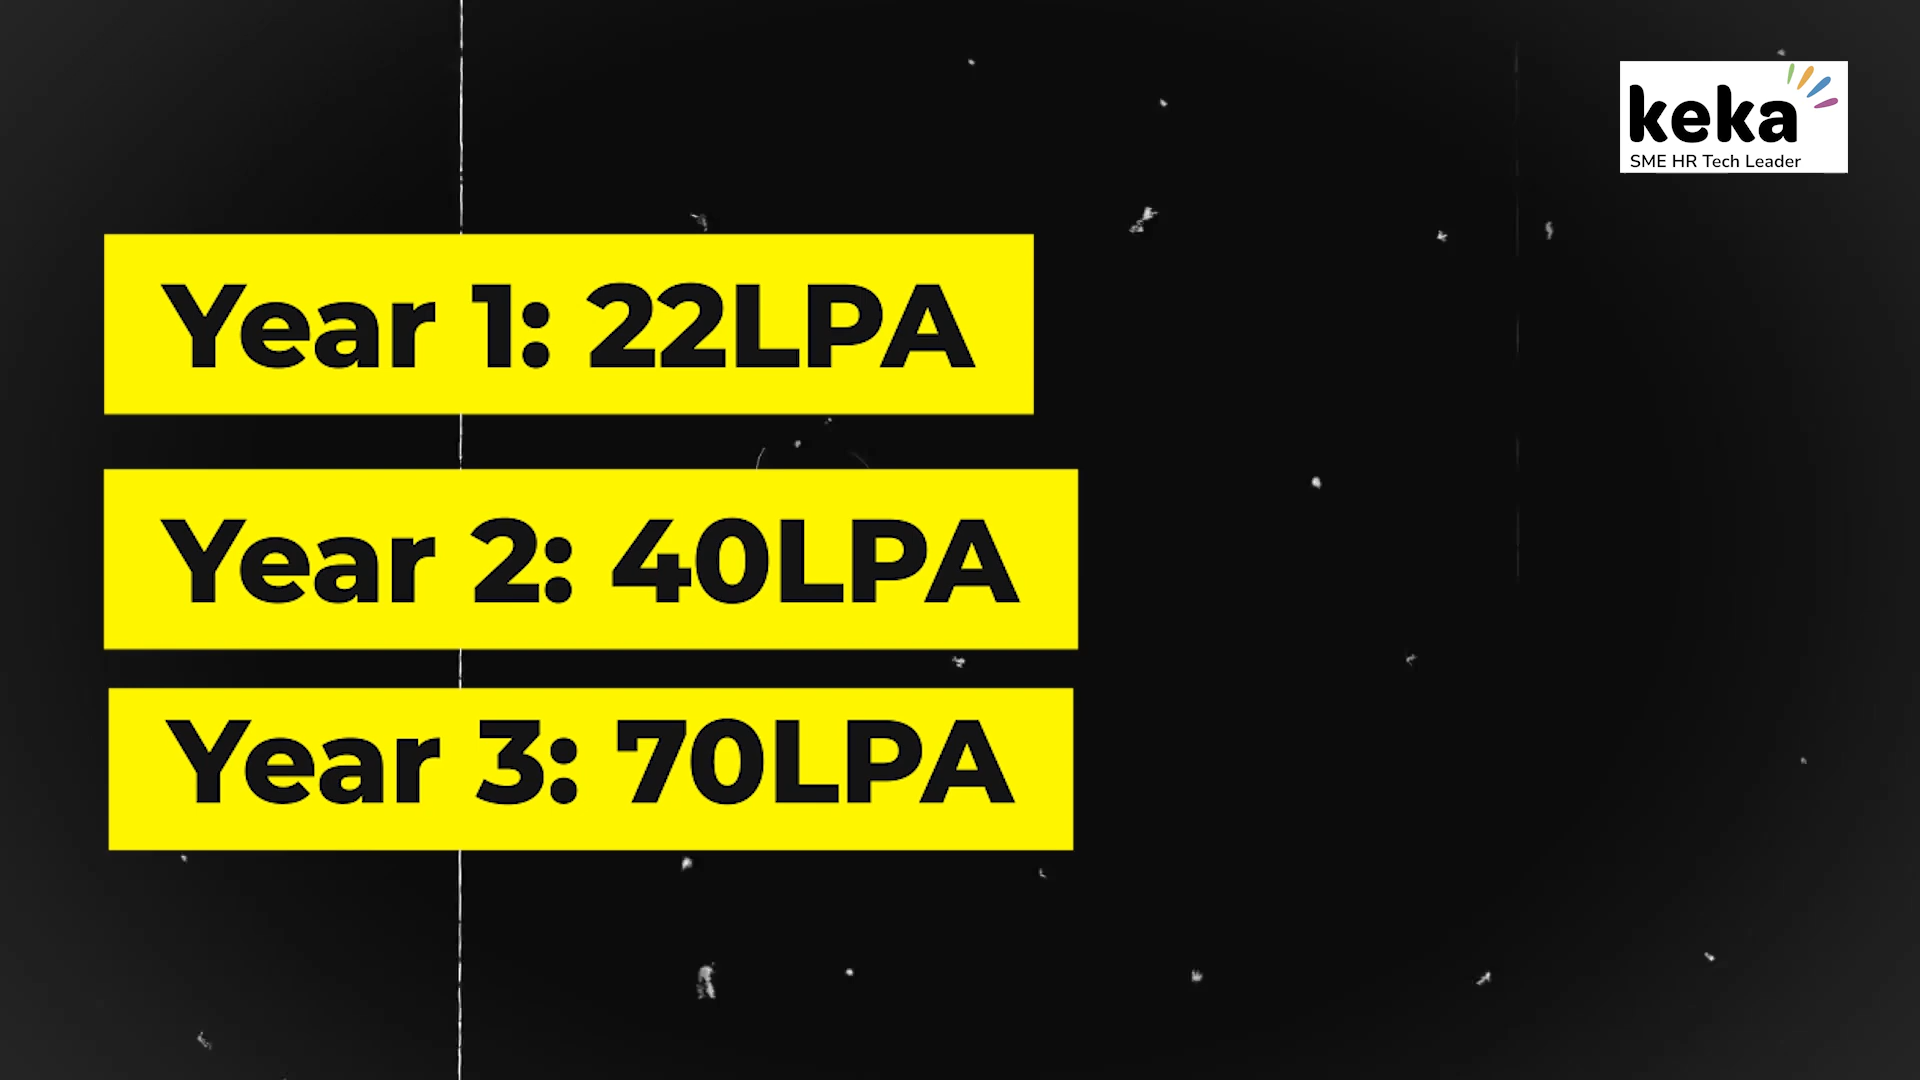 keka
SME HR Tech Leader
Year 1: 22LPA
Year 2: 40LPA
Year 3: 70LPA